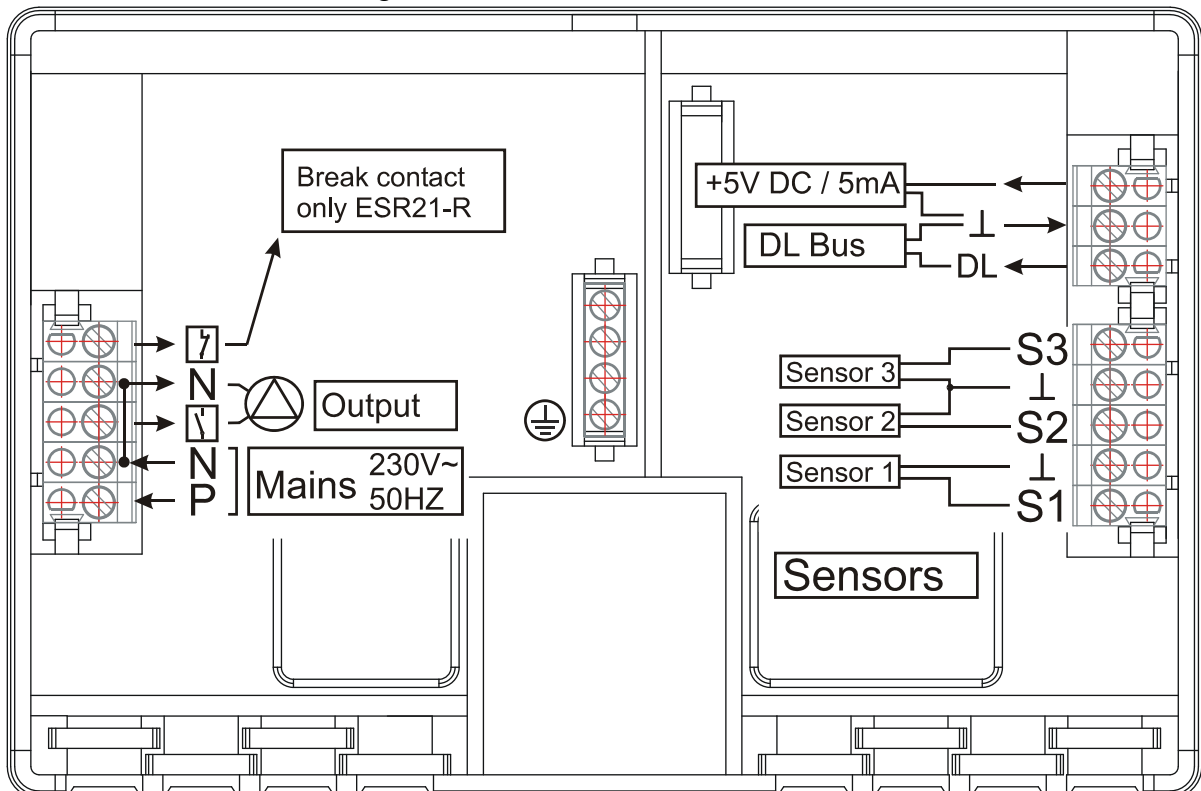 Break contact
only ESR21-R
N
Output
N
P
Mains 230V~
50HZ
+5V DC / 5mA
DL Bus
DL
S3
Sensor 3
Sensor 2
S2
Sensor 1
S1
Sensors